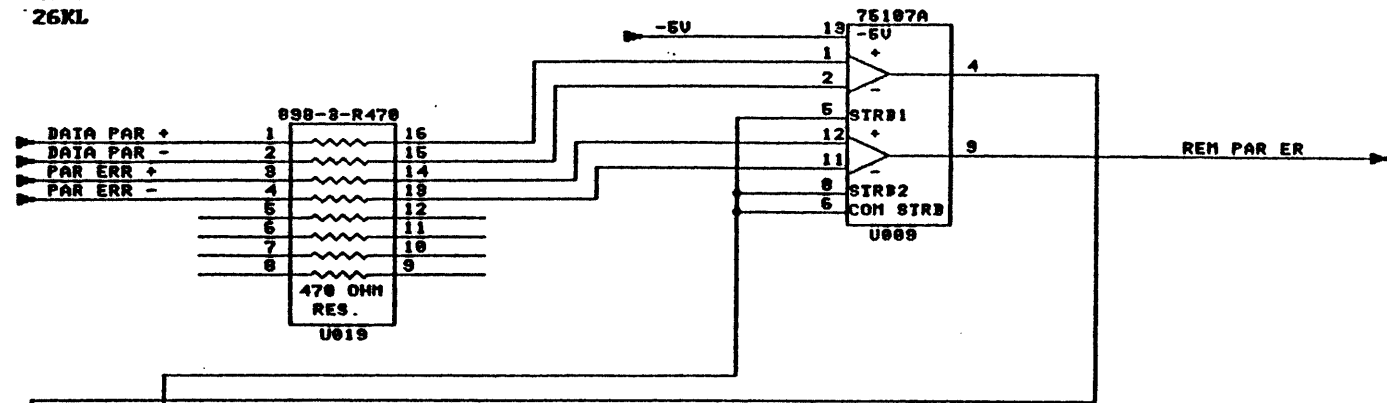 26KL
-5V
75107A
13 -5V
1 +
2 -
4
5 STRB1
12 +
11 -
9
REM PAR ER
8 STRB2
6 COM STRB
U009
898-3-R470
DATA PAR + 1 16
DATA PAR - 2 15
PAR ERR + 3 14
PAR ERR - 4 13
5 12
6 11
7 10
8 9
470 OHM
RES.
U019